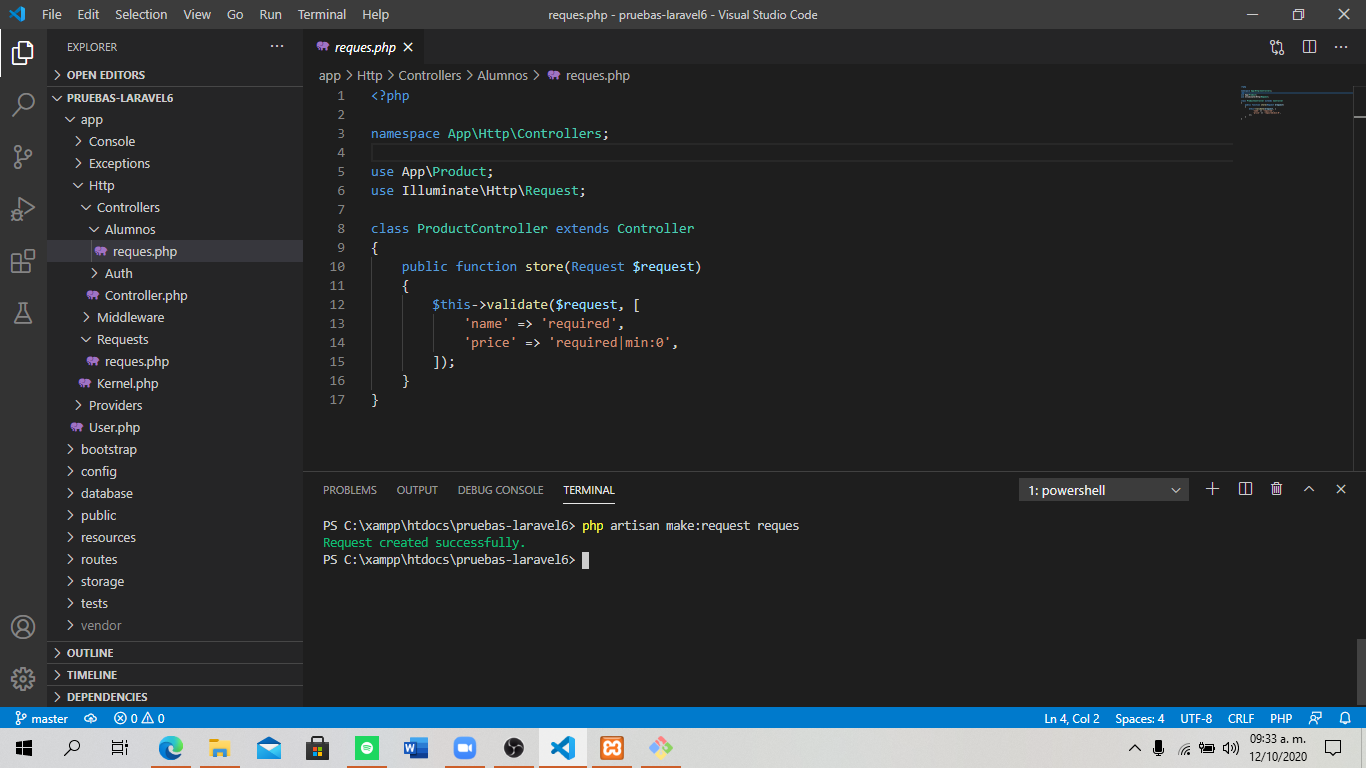 File Edit Selection View Go Run Terminal Help reques.php - pruebas-laravel6 - Visual Studio Code
EXPLORER
OPEN EDITORS
PRUEBAS-LARAVEL6
app
Console
Exceptions
Http
Controllers
Alumnos
reques.php
Auth
Controller.php
Middleware
Requests
reques.php
Kernel.php
Providers
User.php
bootstrap
config
database
public
resources
routes
storage
tests
vendor
OUTLINE
TIMELINE
DEPENDENCIES
reques.php
app > Http > Controllers > Alumnos > reques.php
1 <?php
2
3 namespace App\Http\Controllers;
4
5 use App\Product;
6 use Illuminate\Http\Request;
7
8 class ProductController extends Controller
9 {
10     public function store(Request $request)
11     {
12         $this->validate($request, [
13             'name' => 'required',
14             'price' => 'required|min:0',
15         ]);
16     }
17 }
PROBLEMS OUTPUT DEBUG CONSOLE TERMINAL 1: powershell
PS C:\xampp\htdocs\pruebas-laravel6> php artisan make:request reques
Request created successfully.
PS C:\xampp\htdocs\pruebas-laravel6>
master 0 0 Ln 4, Col 2 Spaces: 4 UTF-8 CRLF PHP
09:33 a. m.
12/10/2020